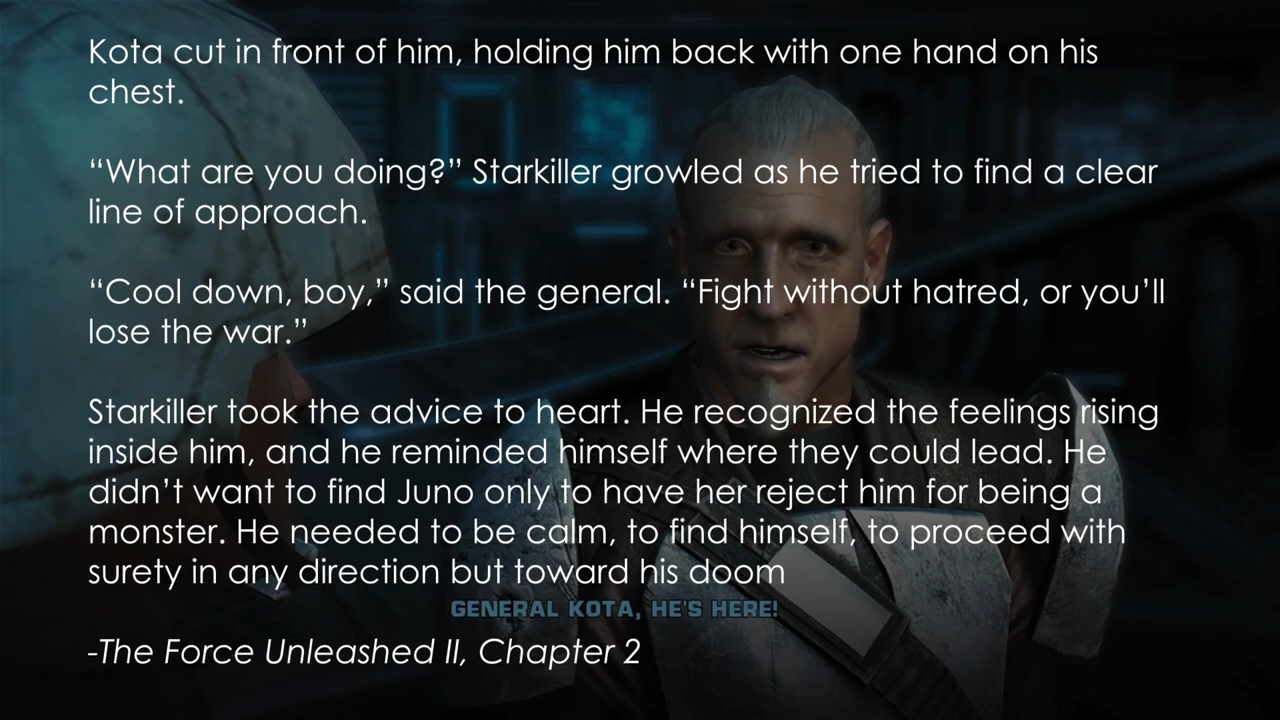 Kota cut in front of him, holding him back with one hand on his
chest.
“What are you doing?” Starkiller growled as he tried to find a clear
line of approach.
“Cool down, boy,” said the general. “Fight without hatred, or you’ll
lose the war.”
Starkiller took the advice to heart. He recognized the feelings rising
inside him, and he reminded himself where they could lead. He
didn’t want to find Juno only to have her reject him for being a
monster. He needed to be calm, to find himself, to proceed with
surety in any direction but toward his doom
GENERAL KOTA, HE'S HERE!
-The Force Unleashed II, Chapter 2